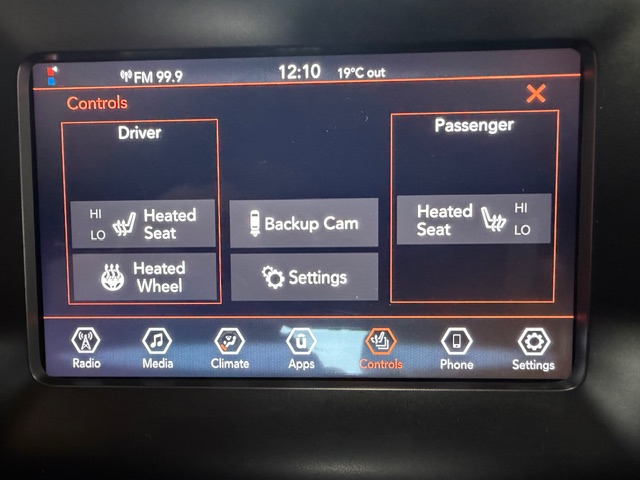 FM 99.9
12:10
19°C out
Controls
Driver
Passenger
HI
LO
Heated
Seat
Backup Cam
Heated
Seat
HI
LO
Heated
Wheel
Settings
Radio
Media
Climate
Apps
Controls
Phone
Settings